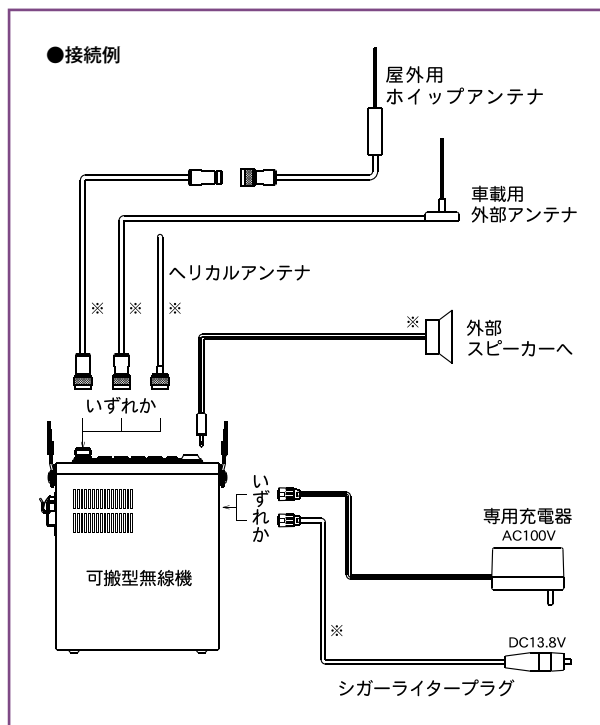 ●接続例
屋外用
ホイップアンテナ
車載用
外部アンテナ
ヘリカルアンテナ
※
※
※
※
外部
スピーカーへ
いずれか
いずれか
専用充電器
AC100V
可搬型無線機
※
DC13.8V
シガーライタープラグ